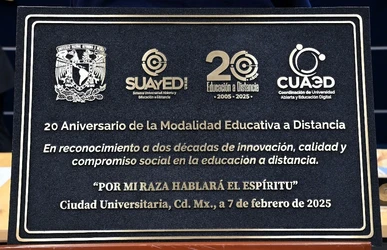 SUAyED
Sistema Universidad Abierta y
Educación a Distancia
20
Educación a Distancia
- 2005 - 2025 -
CUAED
Coordinación de Universidad
Abierta y Educación Digital
20 Aniversario de la Modalidad Educativa a Distancia
En reconocimiento a dos décadas de innovación, calidad y
compromiso social en la educación a distancia.
“POR MI RAZA HABLARÁ EL ESPÍRITU”
Ciudad Universitaria, Cd. Mx., a 7 de febrero de 2025